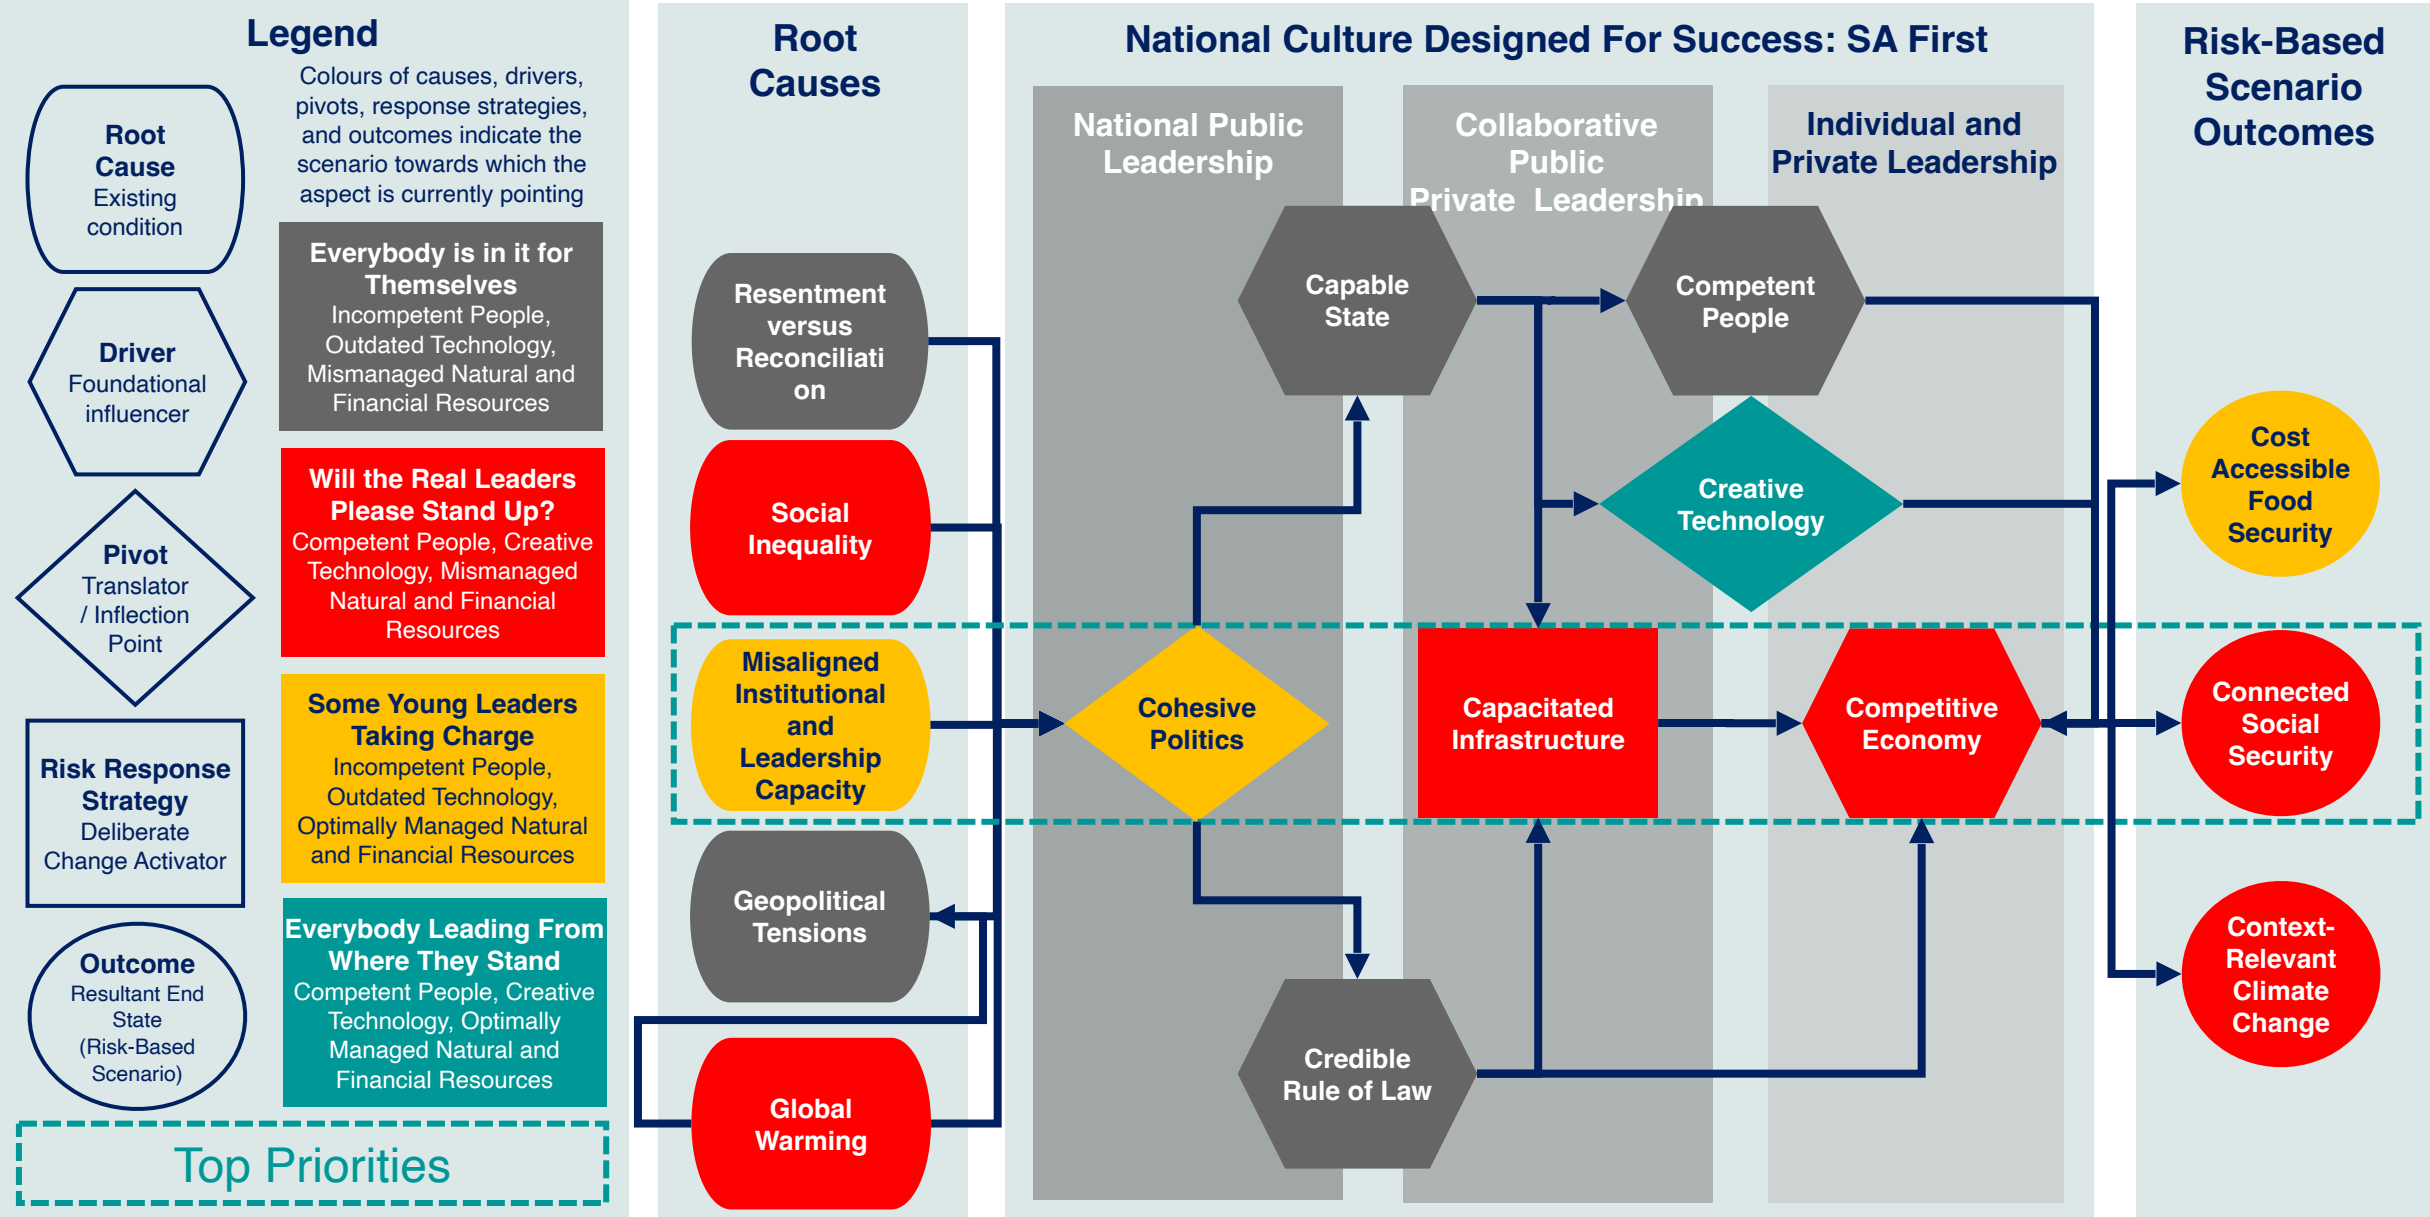 Legend
Colours of causes, drivers,
pivots, response strategies,
and outcomes indicate the
scenario towards which the
aspect is currently pointing
Root
Cause
Existing
condition
Driver
Foundational
influencer
Pivot
Translator
/ Inflection
Point
Risk Response
Strategy
Deliberate
Change Activator
Outcome
Resultant End
State
(Risk-Based
Scenario)
Everybody is in it for
Themselves
Incompetent People,
Outdated Technology,
Mismanaged Natural and
Financial Resources
Will the Real Leaders
Please Stand Up?
Competent People, Creative
Technology, Mismanaged
Natural and Financial
Resources
Some Young Leaders
Taking Charge
Incompetent People,
Outdated Technology,
Optimally Managed Natural
and Financial Resources
Everybody Leading From
Where They Stand
Competent People, Creative
Technology, Optimally
Managed Natural and
Financial Resources
Top Priorities
Root
Causes
Resentment
versus
Reconciliati
on
Social
Inequality
Misaligned
Institutional
and
Leadership
Capacity
Geopolitical
Tensions
Global
Warming
National Culture Designed For Success: SA First
National Public
Leadership
Collaborative
Public
Private Leadership
Individual and
Private Leadership
Capable
State
Competent
People
Creative
Technology
Cohesive
Politics
Capacitated
Infrastructure
Competitive
Economy
Credible
Rule of Law
Risk-Based
Scenario
Outcomes
Cost
Accessible
Food
Security
Connected
Social
Security
Context-
Relevant
Climate
Change